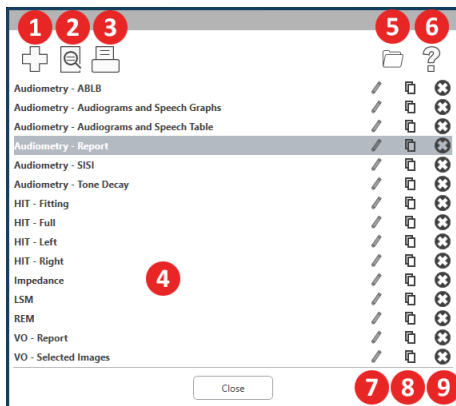 1 2 3 5 6
Audiometry - ABLB
Audiometry - Audiograms and Speech Graphs
Audiometry - Audiograms and Speech Table
Audiometry - Report
Audiometry - SISI
Audiometry - Tone Decay
HIT - Fitting
HIT - Full
HIT - Left
HIT - Right
Impedance
4
LSM
REM
VO - Report
VO - Selected Images
Close
7 8 9